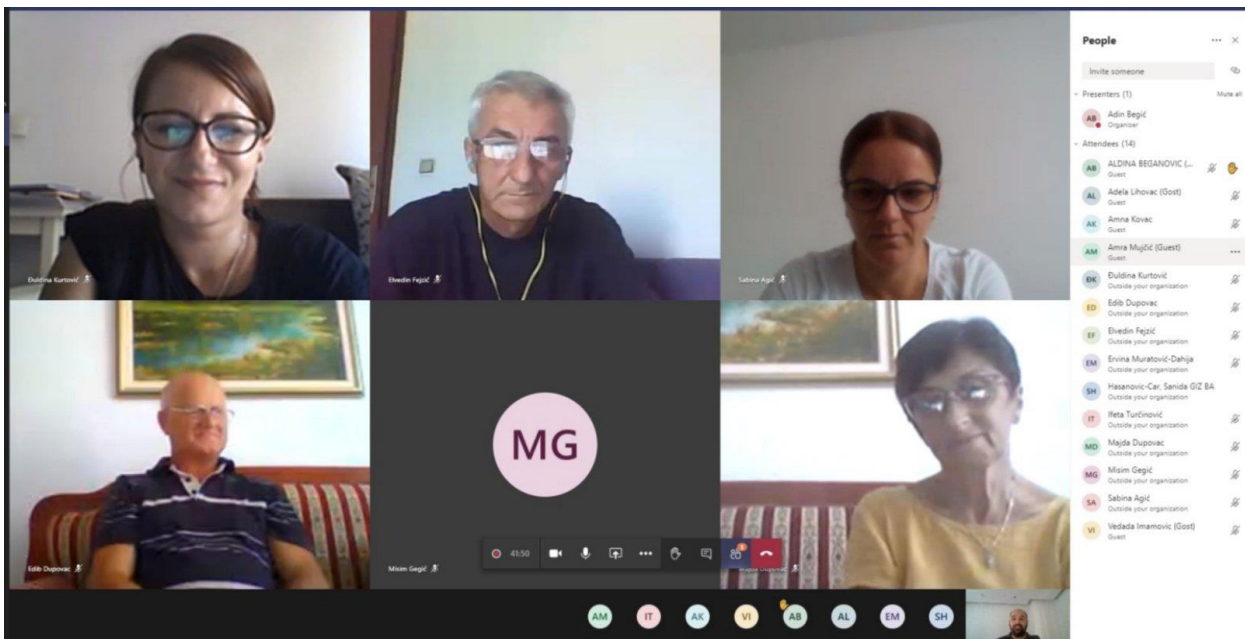 Đuldina Kurtović
Elvedin Fejzić
Sabina Agić
Edib Dupovac
MG
Misim Gegić
Majda Dupovac
41:50
AM
IT
AK
VI
AB
AL
EM
SH
People
Invite someone
Presenters (1)
Mute all
AB
Adin Begić
Organizer
Attendees (14)
AB
ALDINA BEGANOVIC (...
Guest
AL
Adela Lihovac (Gost)
Guest
AK
Amna Kovac
Guest
AM
Amra Mujčić (Guest)
Guest
ĐK
Đuldina Kurtović
Outside your organization
ED
Edib Dupovac
Outside your organization
EF
Elvedin Fejzić
Outside your organization
EM
Ervina Muratović-Dahija
Outside your organization
SH
Hasanovic-Car, Sanida GIZ BA
Outside your organization
IT
Ifeta Turčinović
Outside your organization
MD
Majda Dupovac
Outside your organization
MG
Misim Gegić
Outside your organization
SA
Sabina Agić
Outside your organization
VI
Vedada Imamovic (Gost)
Guest